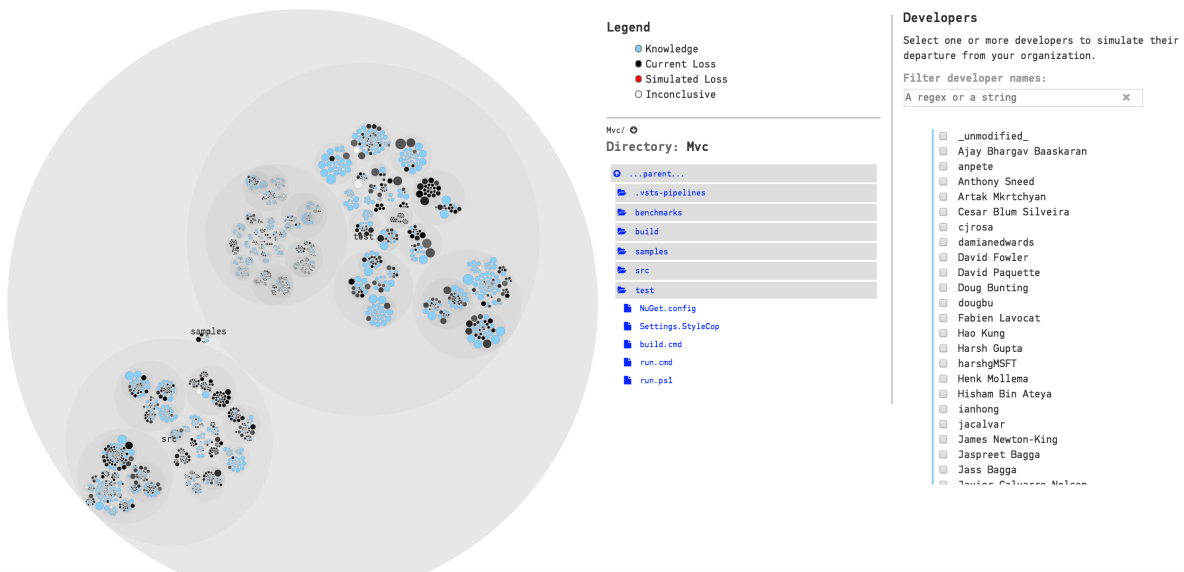 test
samples
src
Legend
Knowledge
Current Loss
Simulated Loss
Inconclusive
Mvc/
Directory: Mvc
...parent...
.vsts-pipelines
benchmarks
build
samples
src
test
NuGet.config
Settings.StyleCop
build.cmd
run.cmd
run.ps1
Developers
Select one or more developers to simulate their
departure from your organization.
Filter developer names:
A regex or a string
_unmodified_
Ajay Bhargav Baaskaran
anpete
Anthony Sneed
Artak Mkrtchyan
Cesar Blum Silveira
cjrosa
damianedwards
David Fowler
David Paquette
Doug Bunting
dougbu
Fabien Lavocat
Hao Kung
Harsh Gupta
harshgMSFT
Henk Mollema
Hisham Bin Ateya
ianhong
jacalvar
James Newton-King
Jaspreet Bagga
Jass Bagga
Javier Calvarro Nelson